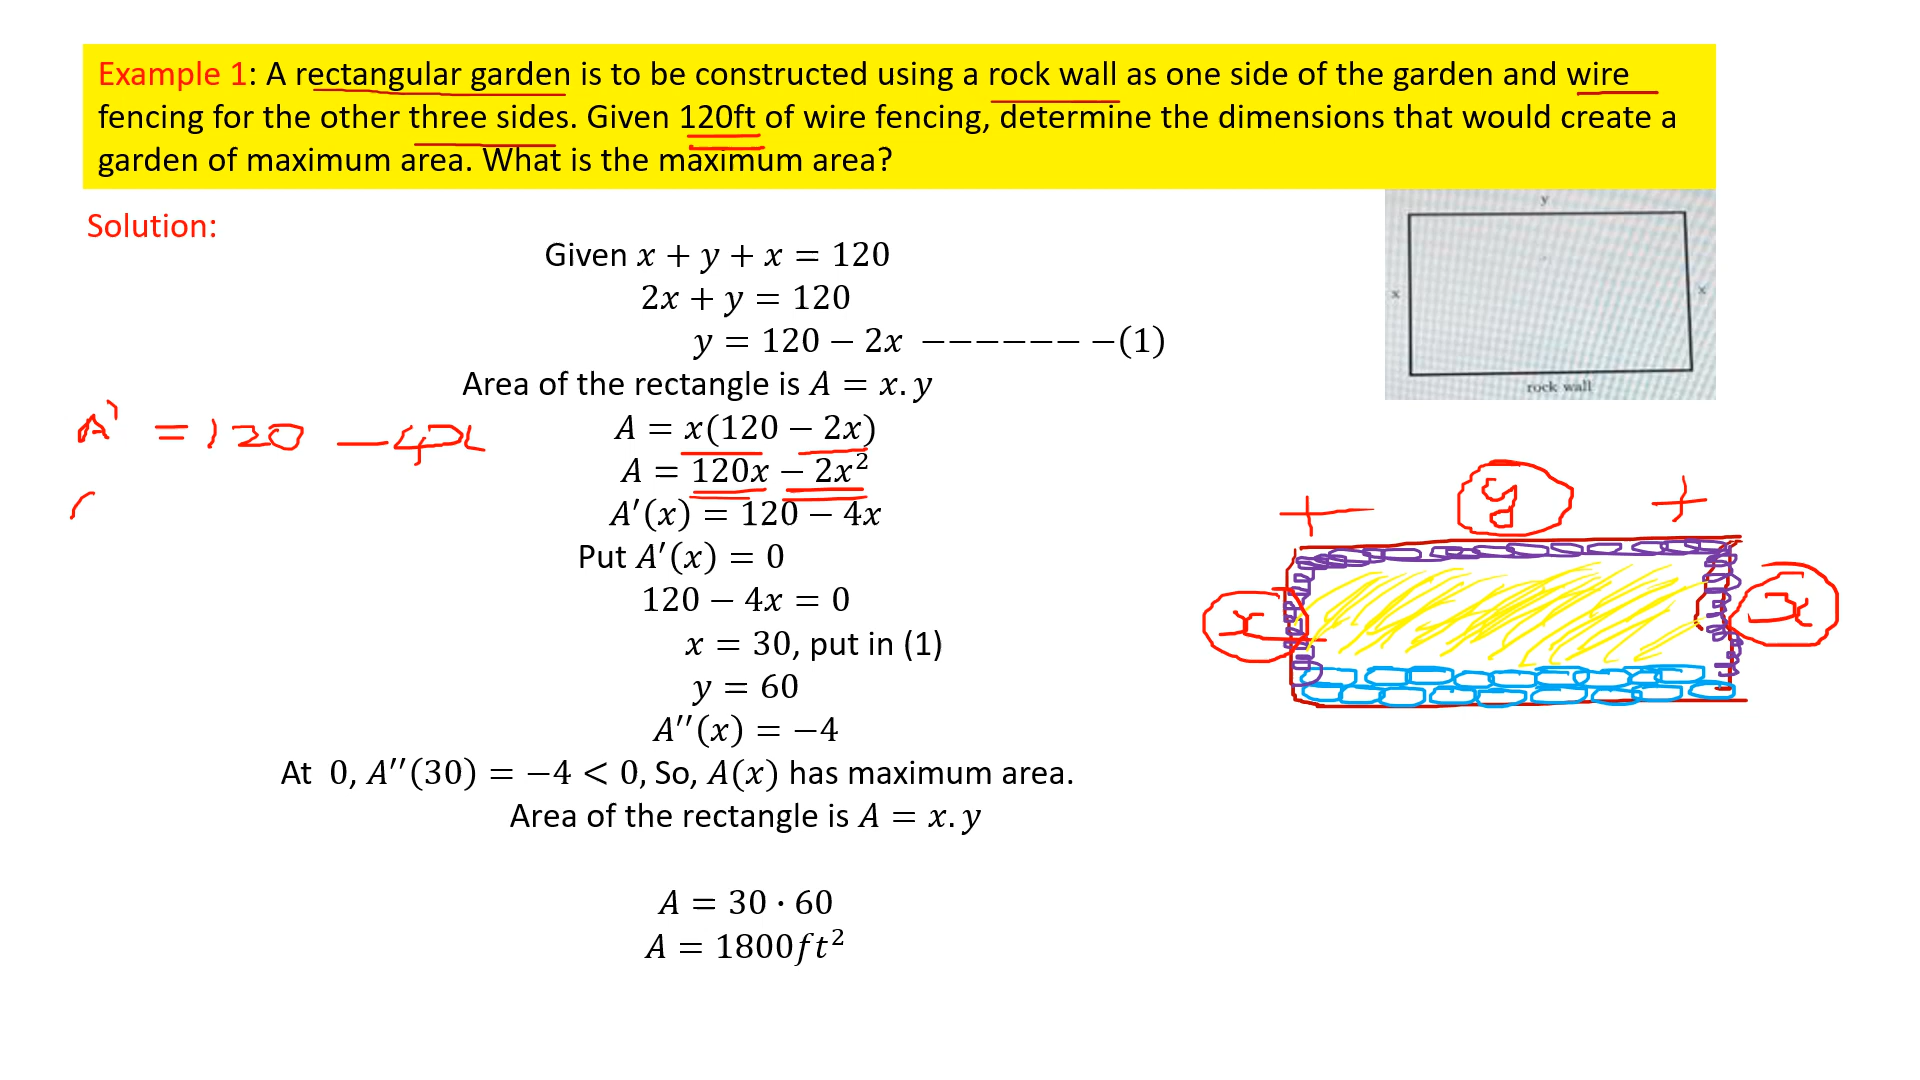 Example 1: A rectangular garden is to be constructed using a rock wall as one side of the garden and wire
fencing for the other three sides. Given 120ft of wire fencing, determine the dimensions that would create a
garden of maximum area. What is the maximum area?
Solution:
Given x + y + x = 120
2x + y = 120
y = 120 − 2x −−−−−− −(1)
Area of the rectangle is A = x. y
A = x(120 − 2x)
A = 120x − 2x²
A′(x) = 120 − 4x
Put A′(x) = 0
120 − 4x = 0
x = 30, put in (1)
y = 60
A′′(x) = −4
At 0, A′′(30) = −4 < 0, So, A(x) has maximum area.
Area of the rectangle is A = x. y
A = 30 · 60
A = 1800ft²
A' = 120 − 4x
y
x x
rock wall
+ y +
x x